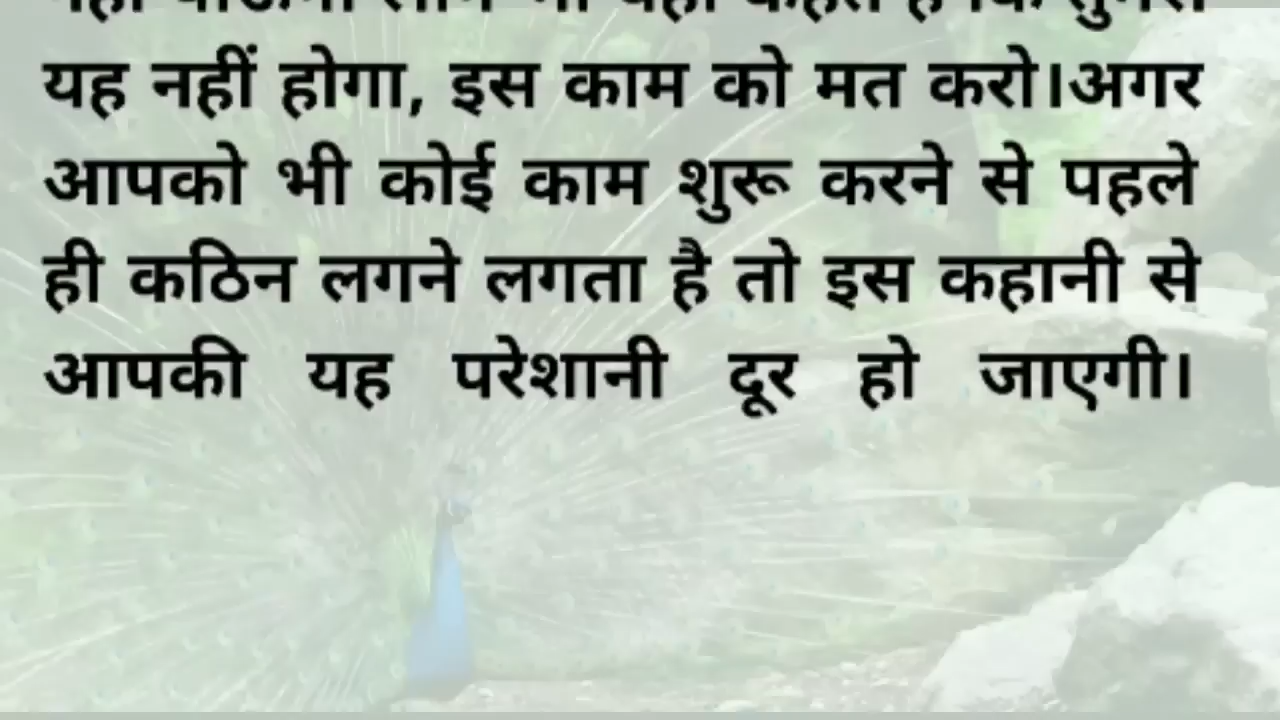 यह नहीं होगा, इस काम को मत करो।अगर
आपको भी कोई काम शुरू करने से पहले
ही कठिन लगने लगता है तो इस कहानी से
आपकी यह परेशानी दूर हो जाएगी।